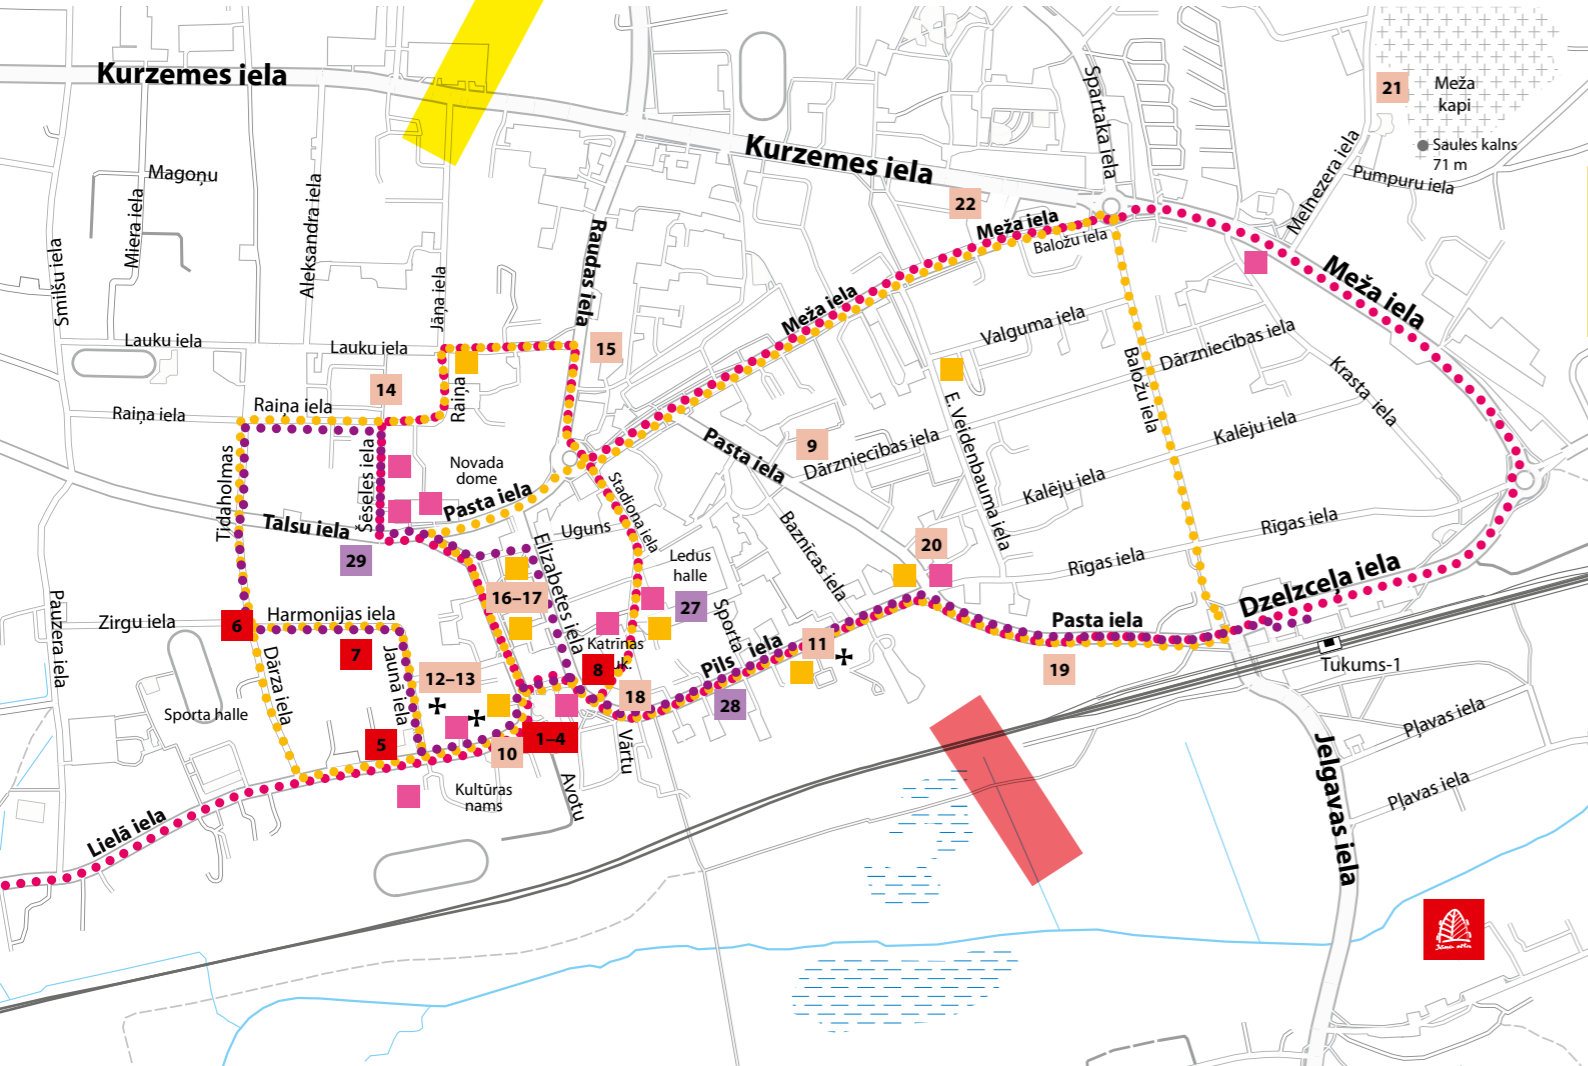 Kurzemes iela
Kurzemes iela
Spartaka iela
21
Meža
kapi
Saules kalns
71 m
Pumpuru iela
Melnezera iela
Magoņu
Miera iela
Smilšu iela
Aleksandra iela
Jāņa iela
Raudas iela
22
Meža iela
Baložu iela
Meža iela
Meža iela
Lauku iela
Lauku iela
15
14
Raiņa
Raiņa iela
Raiņa iela
Valguma iela
Dārzniecības iela
Baložu iela
Krasta iela
Kalēju iela
Kalēju iela
E. Veidenbauma iela
9
Dārzniecības iela
Pasta iela
Tidaholmas
Sēseles iela
Novada
dome
Pasta iela
Talsu iela
29
Uguns
Stadiona iela
Elizabetes iela
Ledus
halle
27
Sporta
Baznīcas iela
20
Rīgas iela
Rīgas iela
Dzelzceļa iela
Pasta iela
19
Tukums-1
16–17
Pauzera iela
Zirgu iela
6
Harmonijas iela
7
Jaunā iela
Dārza iela
12–13
Katrīnas
8
uk.
Pils iela
11
18
28
Sporta halle
5
10
1–4
Vārtu
Avotu
Kultūras
nams
Lielā iela
Jelgavas iela
Pļavas iela
Pļavas iela